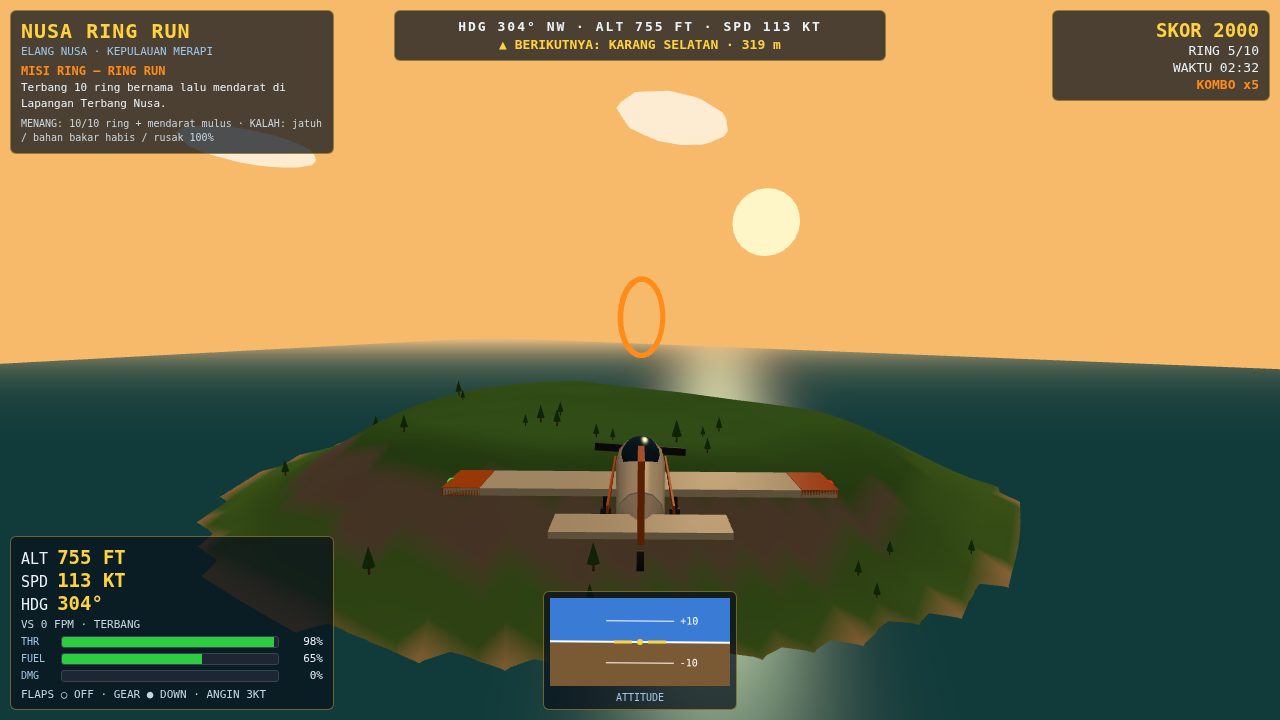 NUSA RING RUN
ELANG NUSA · KEPULAUAN MERAPI
MISI RING — RING RUN
Terbang 10 ring bernama lalu mendarat di
Lapangan Terbang Nusa.
MENANG: 10/10 ring + mendarat mulus · KALAH: jatuh
/ bahan bakar habis / rusak 100%
HDG 304° NW · ALT 755 FT · SPD 113 KT
▲ BERIKUTNYA: KARANG SELATAN · 319 m
SKOR 2000
RING 5/10
WAKTU 02:32
KOMBO x5
ALT 755 FT
SPD 113 KT
HDG 304°
VS 0 FPM · TERBANG
THR 98%
FUEL 65%
DMG 0%
FLAPS ○ OFF · GEAR ● DOWN · ANGIN 3KT
+10
-10
ATTITUDE